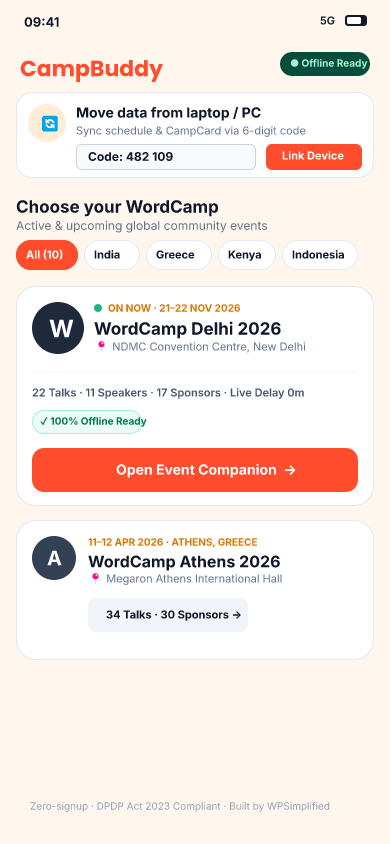 09:41
5G
CampBuddy
Offline Ready
Move data from laptop / PC
Sync schedule & CampCard via 6-digit code
Code: 482 109
Link Device
Choose your WordCamp
Active & upcoming global community events
All (10)
India
Greece
Kenya
Indonesia
W
ON NOW · 21–22 NOV 2026
WordCamp Delhi 2026
NDMC Convention Centre, New Delhi
22 Talks · 11 Speakers · 17 Sponsors · Live Delay 0m
✓ 100% Offline Ready
Open Event Companion →
A
11–12 APR 2026 · ATHENS, GREECE
WordCamp Athens 2026
Megaron Athens International Hall
34 Talks · 30 Sponsors →
Zero-signup · DPDP Act 2023 Compliant · Built by WPSimplified